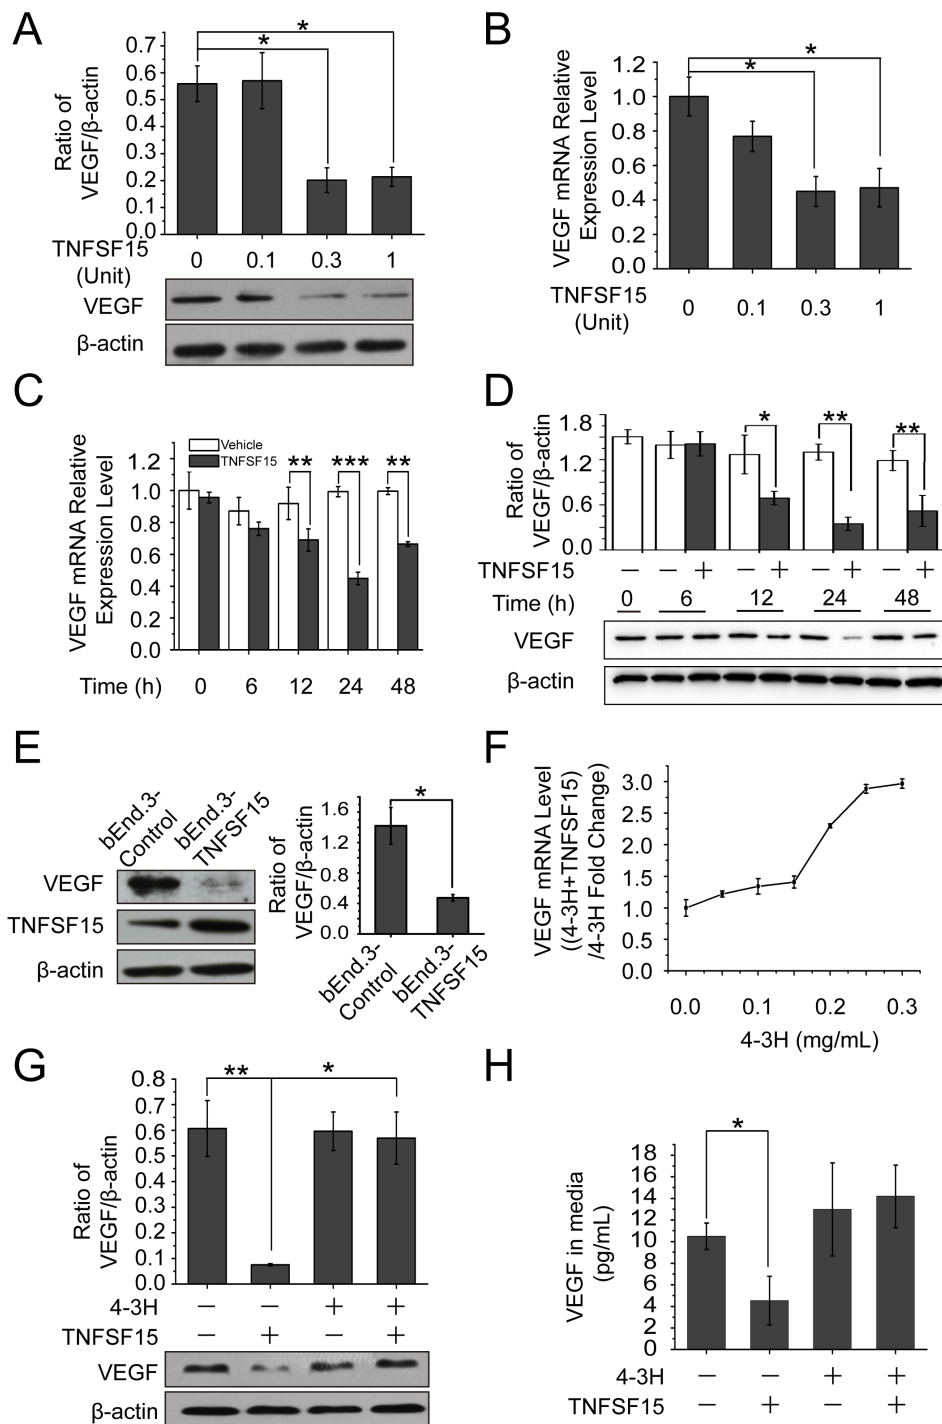 A
Ratio of
VEGF/β-actin
0.7
0.6
0.5
0.4
0.3
0.2
0.1
0.0
*
*
TNFSF15
(Unit)
0 0.1 0.3 1
VEGF
β-actin
B
VEGF mRNA Relative
Expression Level
1.2
1.0
0.8
0.6
0.4
0.2
0.0
*
*
TNFSF15
(Unit)
0 0.1 0.3 1
C
VEGF mRNA Relative
Expression Level
1.2
1.0
0.8
0.6
0.4
0.2
0.0
Vehicle
TNFSF15
** *** **
Time (h) 0 6 12 24 48
D
Ratio of
VEGF/β-actin
1.8
1.2
0.6
0.0
* ** **
TNFSF15 − − + − + − + − +
Time (h) 0 6 12 24 48
VEGF
β-actin
E
bEnd.3-
Control
bEnd.3-
TNFSF15
VEGF
TNFSF15
β-actin
Ratio of
VEGF/β-actin
1.6
1.2
0.8
0.4
0.0
*
bEnd.3-
Control
bEnd.3-
TNFSF15
F
VEGF mRNA Level
((4-3H+TNFSF15)
/4-3H Fold Change)
3.0
2.5
2.0
1.5
1.0
0.5
0.0
0.0 0.1 0.2 0.3
4-3H (mg/mL)
G
Ratio of
VEGF/β-actin
0.8
0.7
0.6
0.5
0.4
0.3
0.2
0.1
0.0
** *
4-3H − − + +
TNFSF15 − + − +
VEGF
β-actin
H
VEGF in media
(pg/mL)
18
16
14
12
10
8
6
4
2
0
*
4-3H − − + +
TNFSF15 − + − +